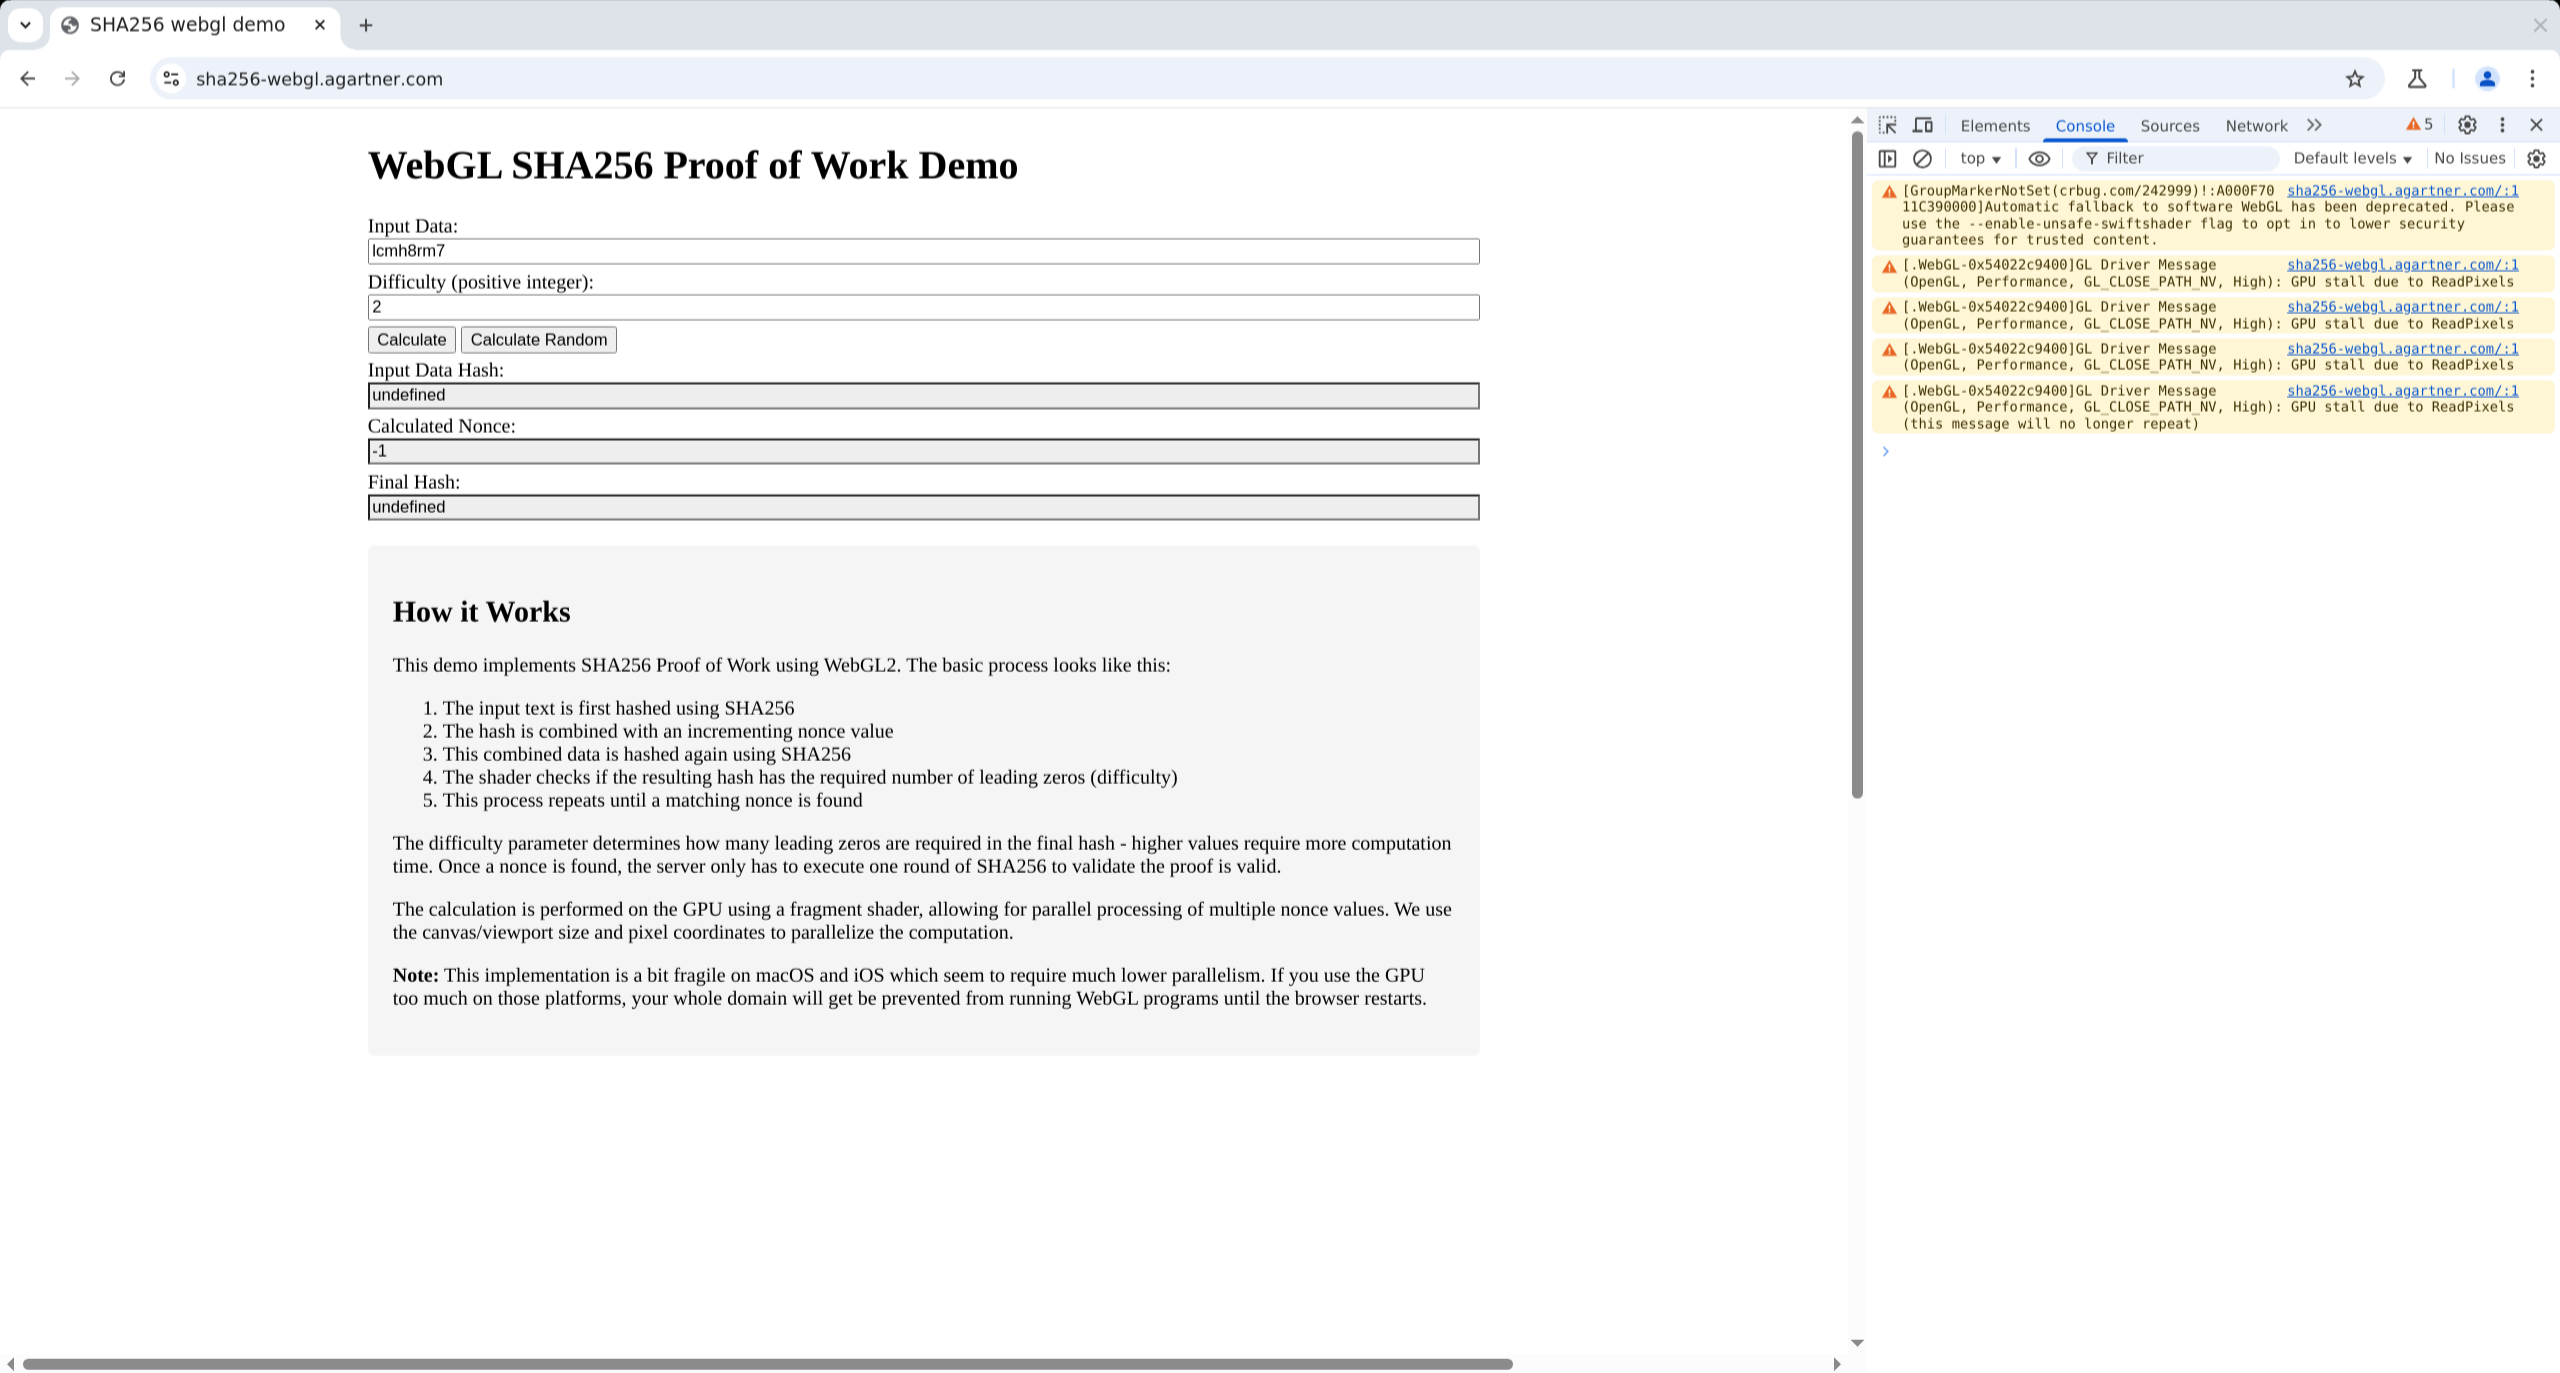 SHA256 webgl demo
sha256-webgl.agartner.com
WebGL SHA256 Proof of Work Demo
Input Data:
lcmh8rm7
Difficulty (positive integer):
2
Calculate Calculate Random
Input Data Hash:
undefined
Calculated Nonce:
-1
Final Hash:
undefined
How it Works
This demo implements SHA256 Proof of Work using WebGL2. The basic process looks like this:
1. The input text is first hashed using SHA256
2. The hash is combined with an incrementing nonce value
3. This combined data is hashed again using SHA256
4. The shader checks if the resulting hash has the required number of leading zeros (difficulty)
5. This process repeats until a matching nonce is found
The difficulty parameter determines how many leading zeros are required in the final hash - higher values require more computation
time. Once a nonce is found, the server only has to execute one round of SHA256 to validate the proof is valid.
The calculation is performed on the GPU using a fragment shader, allowing for parallel processing of multiple nonce values. We use
the canvas/viewport size and pixel coordinates to parallelize the computation.
Note: This implementation is a bit fragile on macOS and iOS which seem to require much lower parallelism. If you use the GPU
too much on those platforms, your whole domain will get be prevented from running WebGL programs until the browser restarts.
Elements Console Sources Network 5
top Filter Default levels No Issues
[GroupMarkerNotSet(crbug.com/242999)!:A000F70 sha256-webgl.agartner.com/:1
11C390000]Automatic fallback to software WebGL has been deprecated. Please
use the --enable-unsafe-swiftshader flag to opt in to lower security
guarantees for trusted content.
[.WebGL-0x54022c9400]GL Driver Message sha256-webgl.agartner.com/:1
(OpenGL, Performance, GL_CLOSE_PATH_NV, High): GPU stall due to ReadPixels
[.WebGL-0x54022c9400]GL Driver Message sha256-webgl.agartner.com/:1
(OpenGL, Performance, GL_CLOSE_PATH_NV, High): GPU stall due to ReadPixels
[.WebGL-0x54022c9400]GL Driver Message sha256-webgl.agartner.com/:1
(OpenGL, Performance, GL_CLOSE_PATH_NV, High): GPU stall due to ReadPixels
[.WebGL-0x54022c9400]GL Driver Message sha256-webgl.agartner.com/:1
(OpenGL, Performance, GL_CLOSE_PATH_NV, High): GPU stall due to ReadPixels
(this message will no longer repeat)